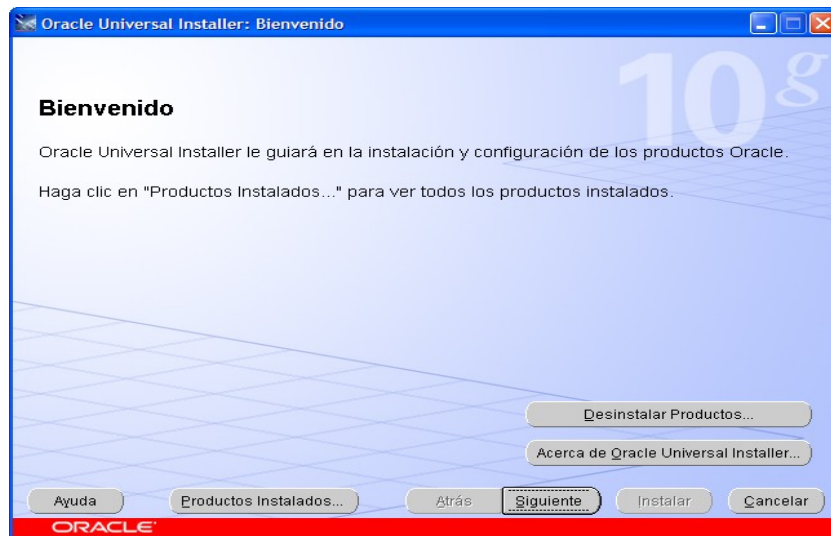 Oracle Universal Installer: Bienvenido
10g
Bienvenido
Oracle Universal Installer le guiará en la instalación y configuración de los productos Oracle.
Haga clic en "Productos Instalados..." para ver todos los productos instalados.
Desinstalar Productos...
Acerca de Oracle Universal Installer...
Ayuda Productos Instalados... Atrás Siguiente Instalar Cancelar
ORACLE